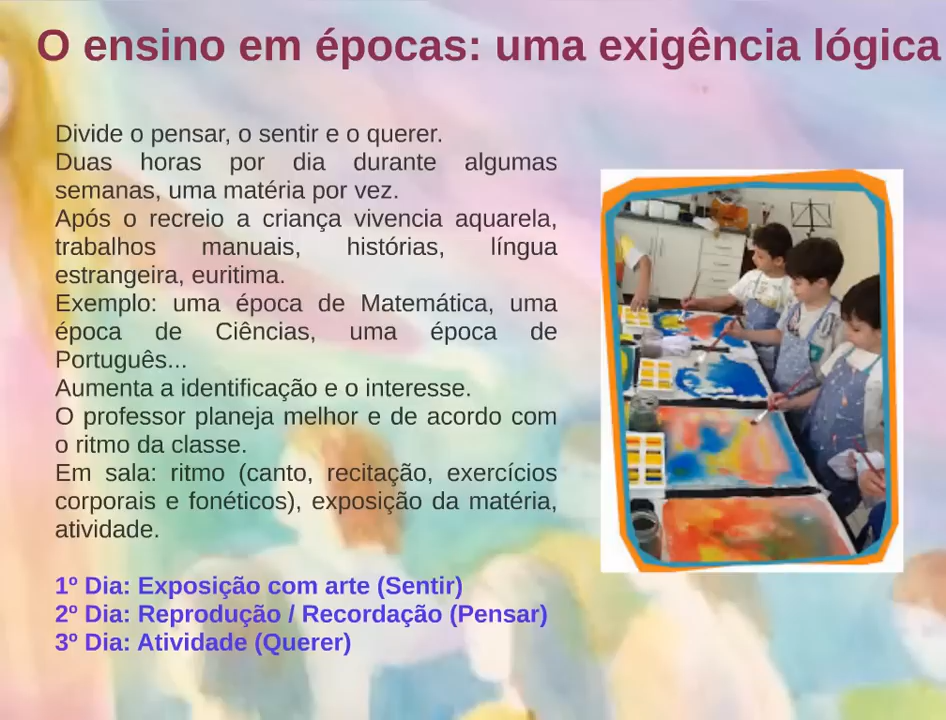 O ensino em épocas: uma exigência lógica
Divide o pensar, o sentir e o querer.
Duas horas por dia durante algumas
semanas, uma matéria por vez.
Após o recreio a criança vivencia aquarela,
trabalhos manuais, histórias, língua
estrangeira, euritima.
Exemplo: uma época de Matemática, uma
época de Ciências, uma época de
Português...
Aumenta a identificação e o interesse.
O professor planeja melhor e de acordo com
o ritmo da classe.
Em sala: ritmo (canto, recitação, exercícios
corporais e fonéticos), exposição da matéria,
atividade.
1º Dia: Exposição com arte (Sentir)
2º Dia: Reprodução / Recordação (Pensar)
3º Dia: Atividade (Querer)